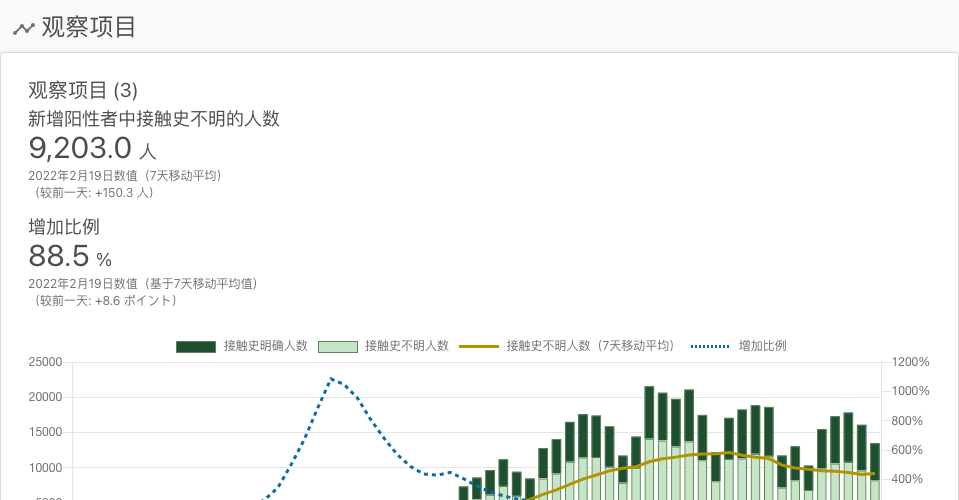 观察项目
观察项目 (3)
新增阳性者中接触史不明的人数
9,203.0 人
2022年2月19日数值（7天移动平均）
（较前一天: +150.3 人）
增加比例
88.5 %
2022年2月19日数值（基于7天移动平均值）
（较前一天: +8.6 ポイント）
接触史明确人数 接触史不明人数 接触史不明人数（7天移动平均） 增加比例
25000 1200%
20000 1000%
15000 800%
10000 600%
400%